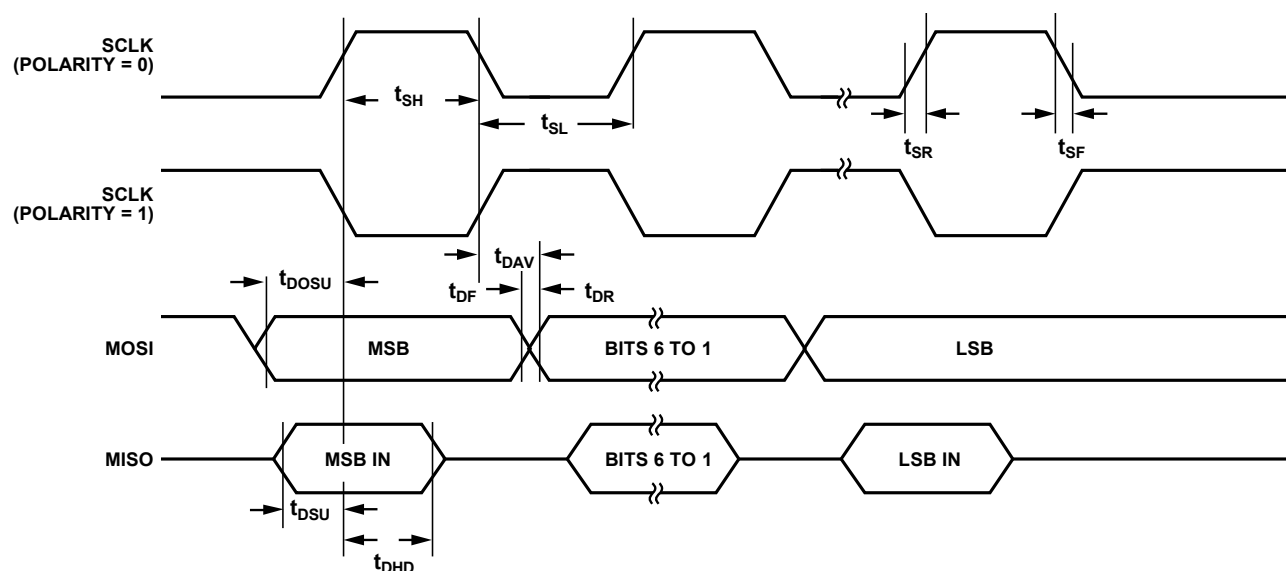 SCLK
(POLARITY = 0)
tSH
tSL
tSR
tSF
SCLK
(POLARITY = 1)
tDAV
tDOSU
tDF
tDR
MOSI
MSB
BITS 6 TO 1
LSB
MISO
MSB IN
BITS 6 TO 1
LSB IN
tDSU
tDHD